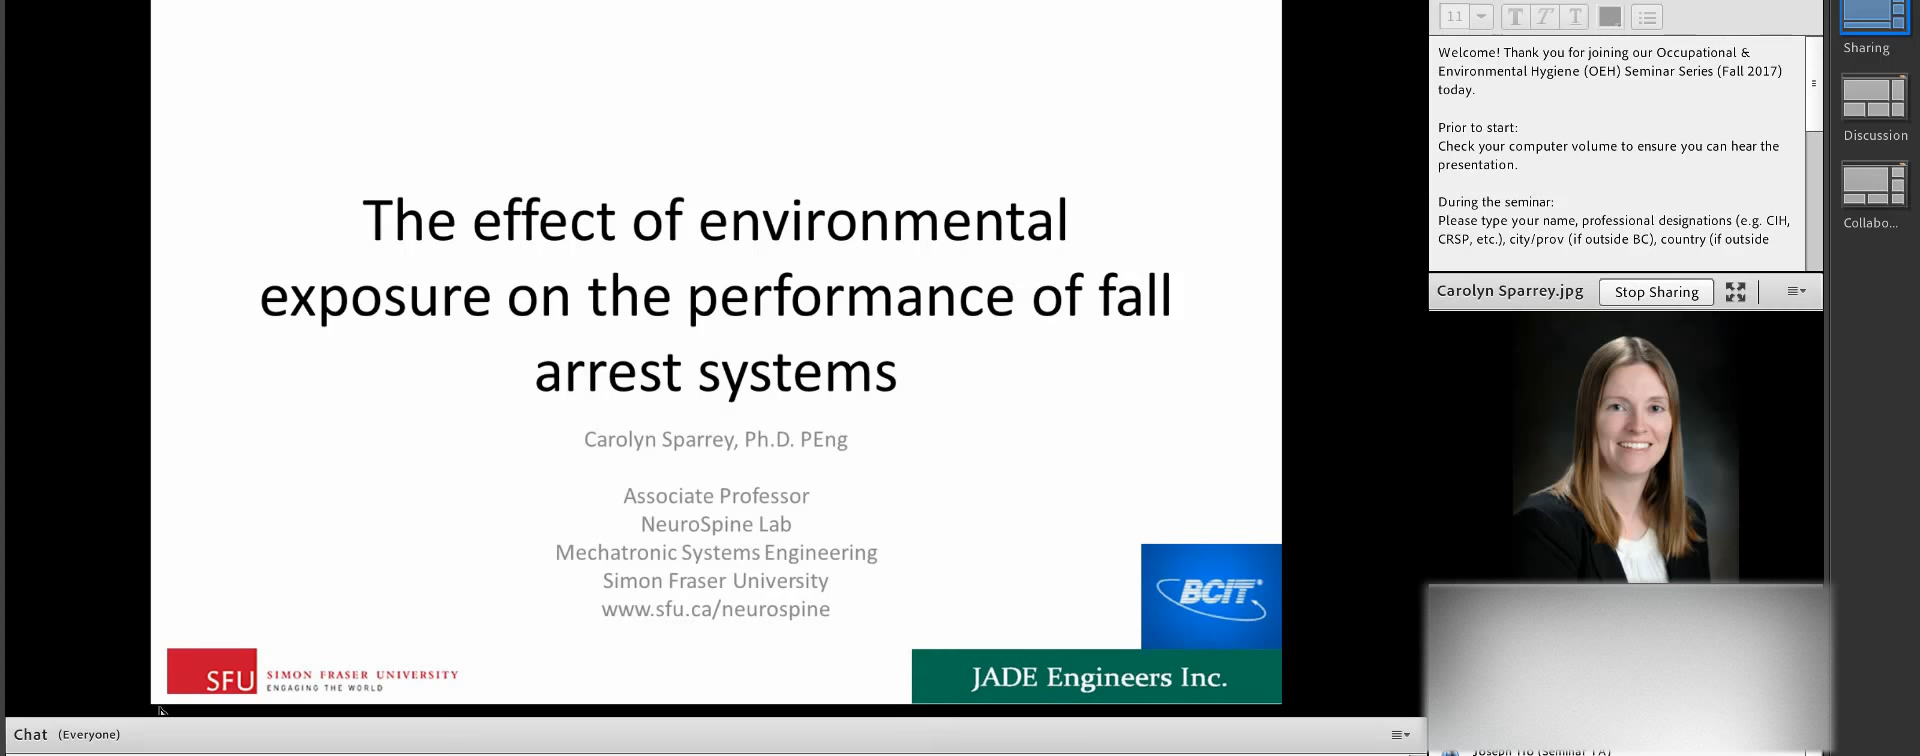 The effect of environmental
exposure on the performance of fall
arrest systems
Carolyn Sparrey, Ph.D. PEng
Associate Professor
NeuroSpine Lab
Mechatronic Systems Engineering
Simon Fraser University
www.sfu.ca/neurospine
BCIT
SFU
SIMON FRASER UNIVERSITY
ENGAGING THE WORLD
JADE Engineers Inc.
Chat (Everyone)
11
T T T
Welcome! Thank you for joining our Occupational &
Environmental Hygiene (OEH) Seminar Series (Fall 2017)
today.
Prior to start:
Check your computer volume to ensure you can hear the
presentation.
During the seminar:
Please type your name, professional designations (e.g. CIH,
CRSP, etc.), city/prov (if outside BC), country (if outside
Carolyn Sparrey.jpg Stop Sharing
Joseph (Seminar TA)
Sharing
Discussion
Collabo...